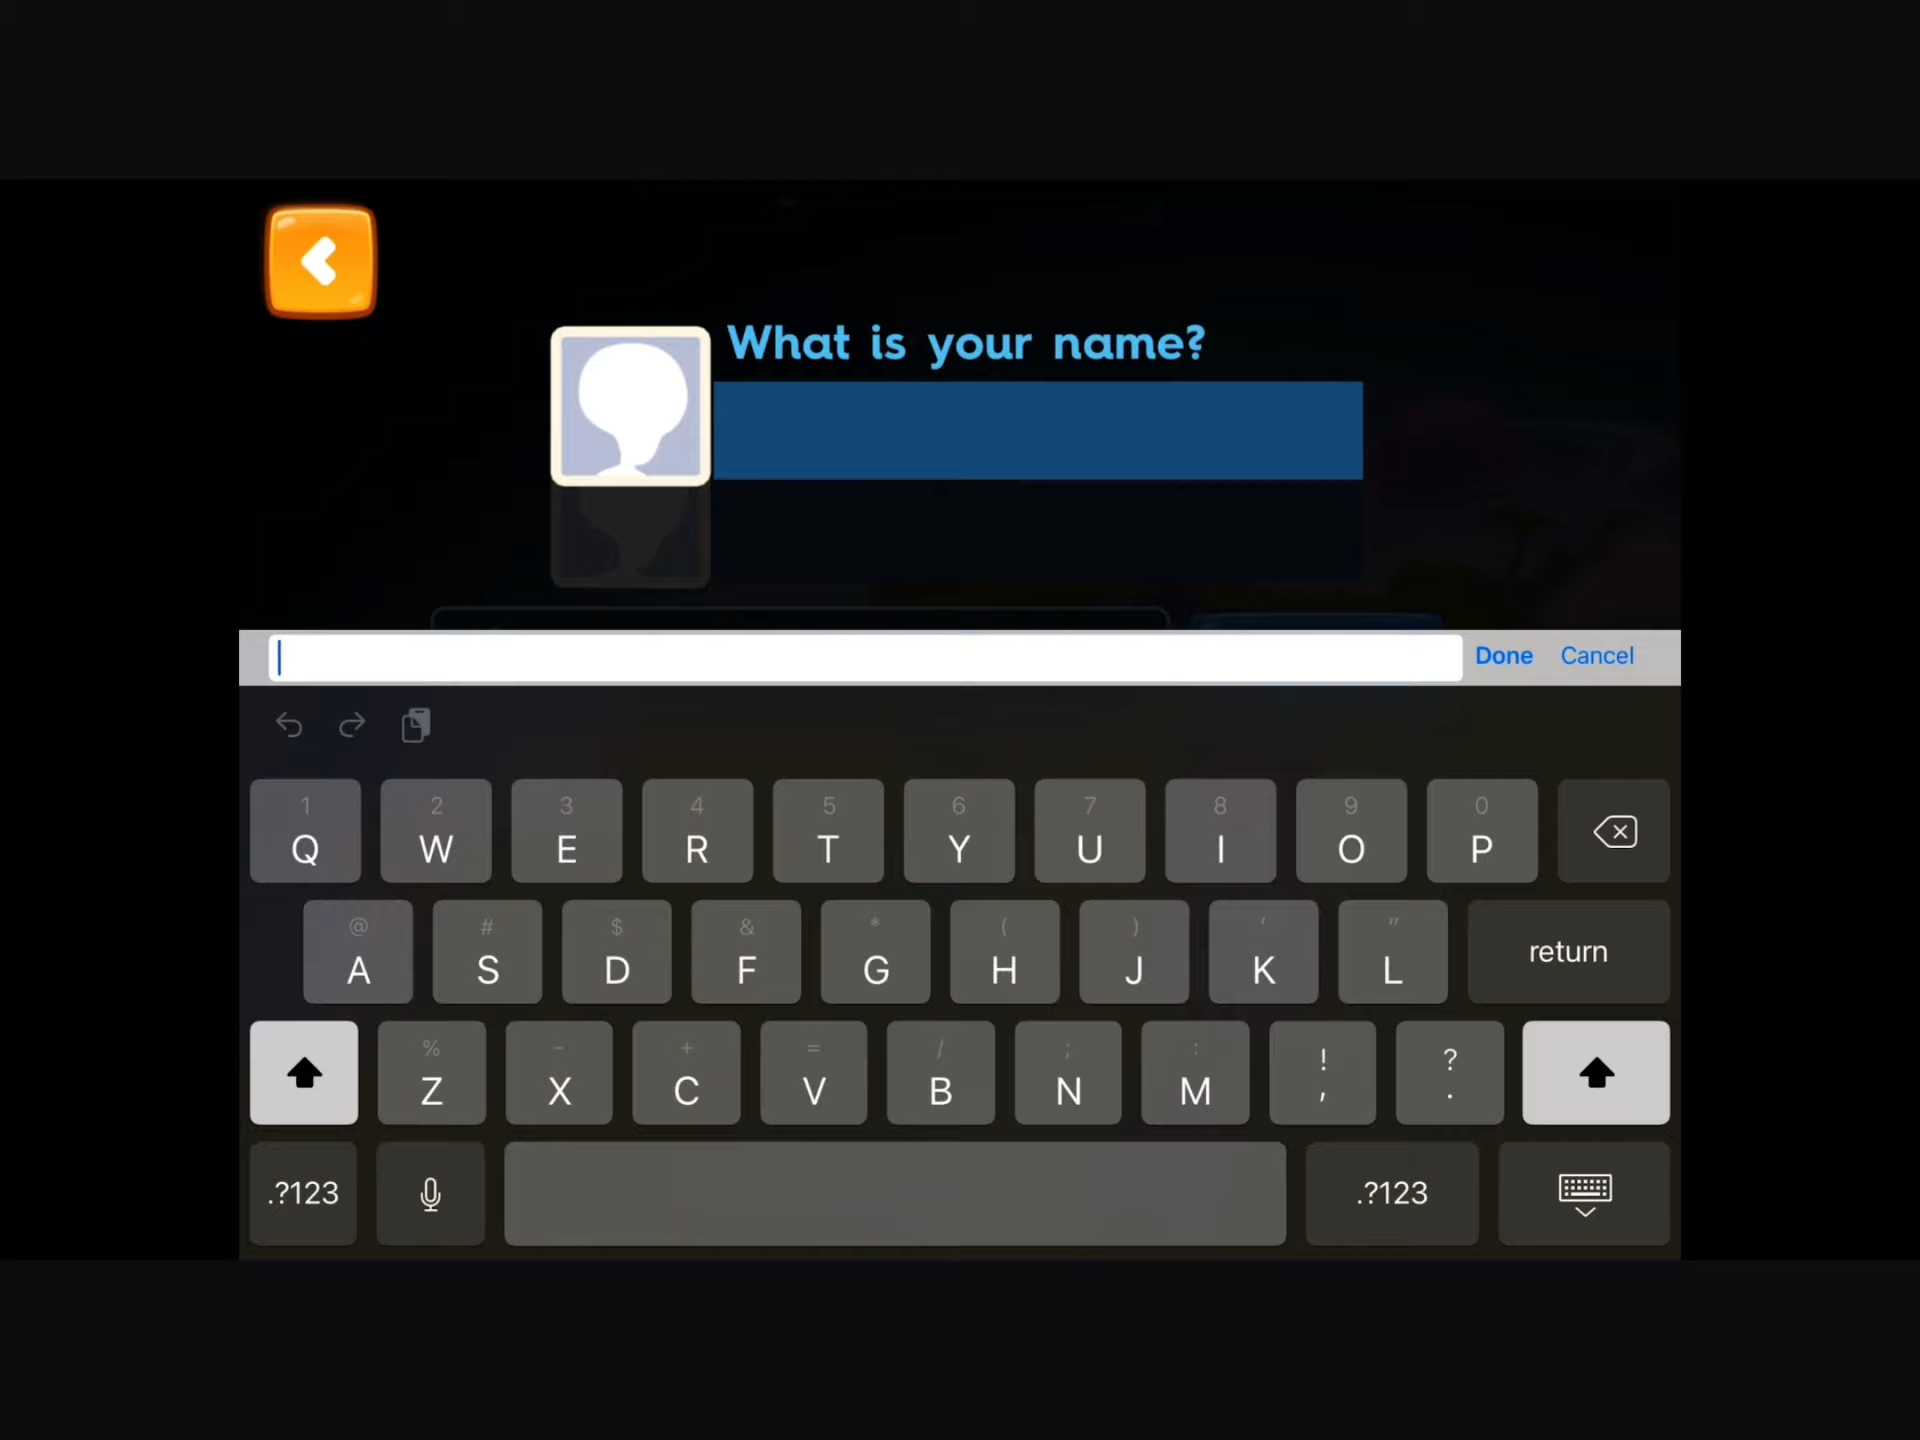 What is your name?
Done Cancel
1 2 3 4 5 6 7 8 9 0
Q W E R T Y U I O P
@ # $ & * ( ) ' "
A S D F G H J K L return
% - + = / ; : ! ?
Z X C V B N M , .
.?123 .?123